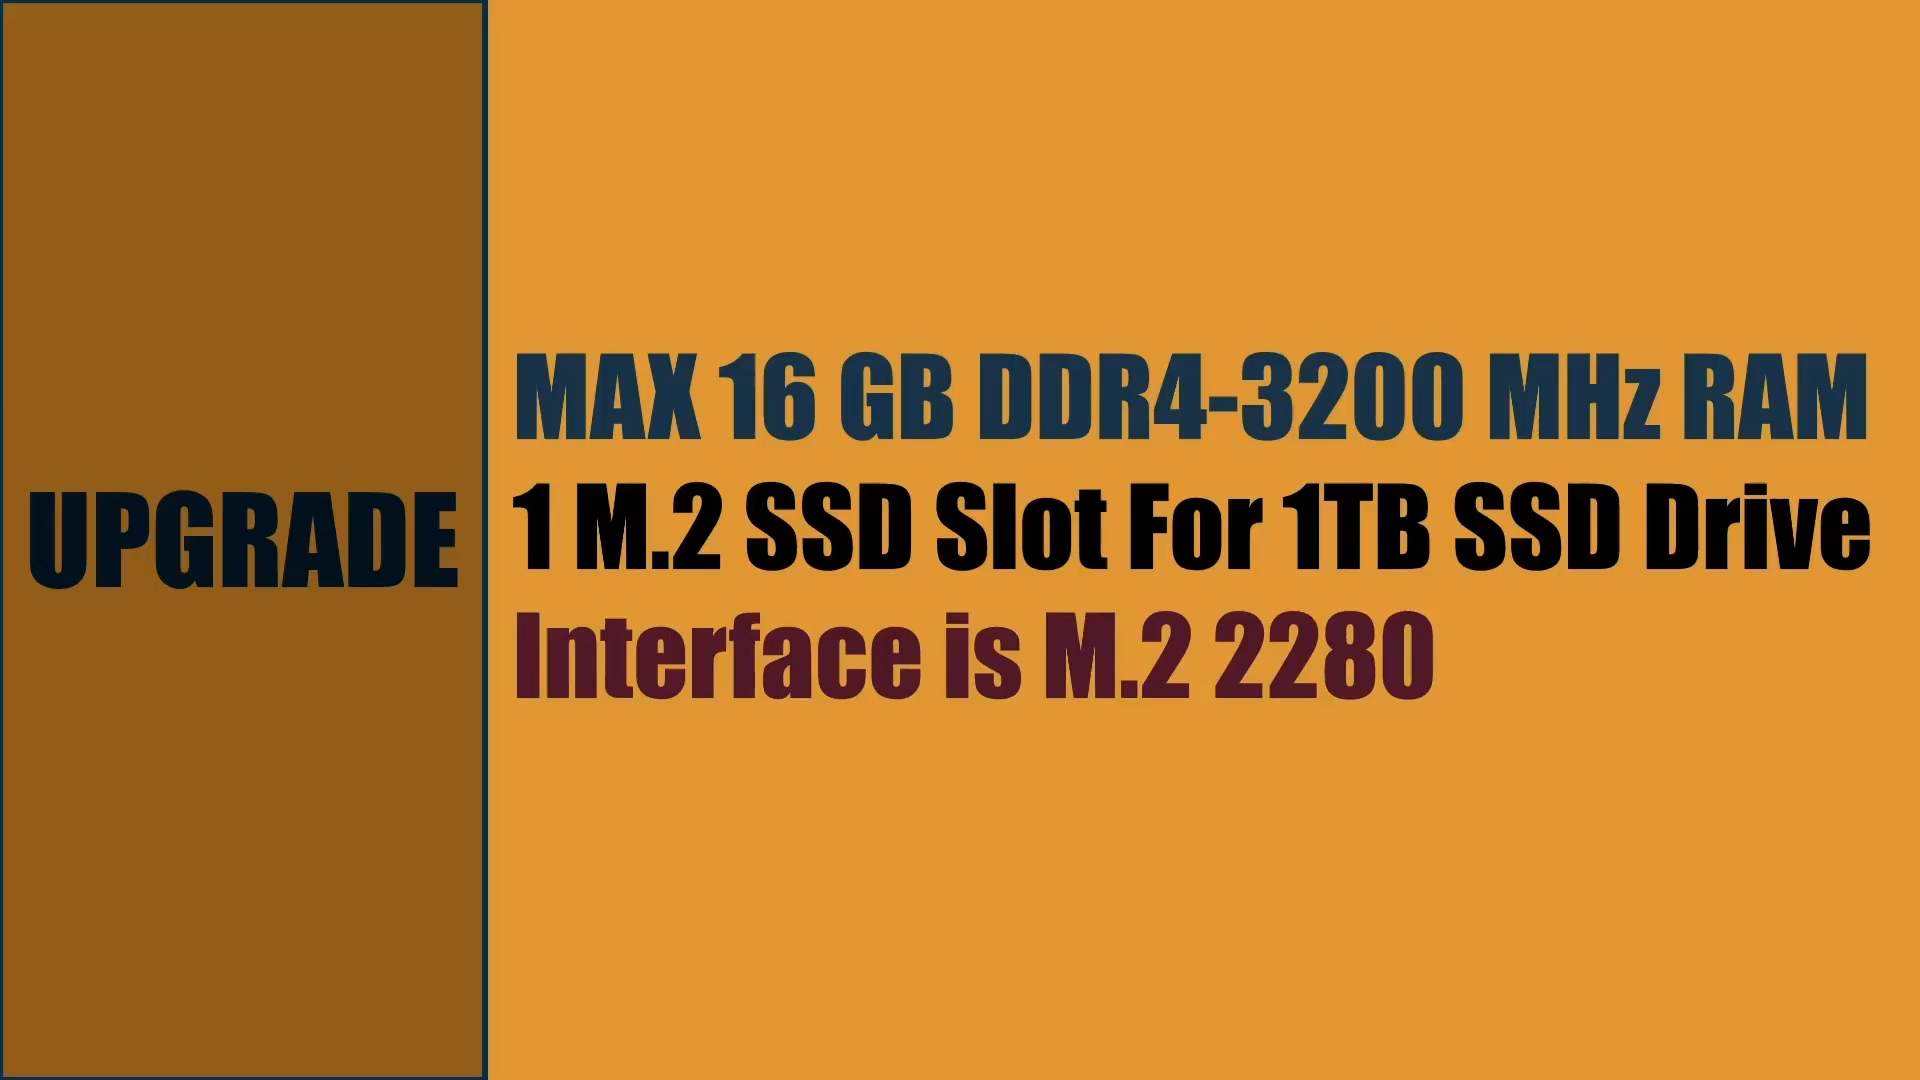 UPGRADE
MAX 16 GB DDR4-3200 MHz RAM
1 M.2 SSD Slot For 1TB SSD Drive
Interface is M.2 2280